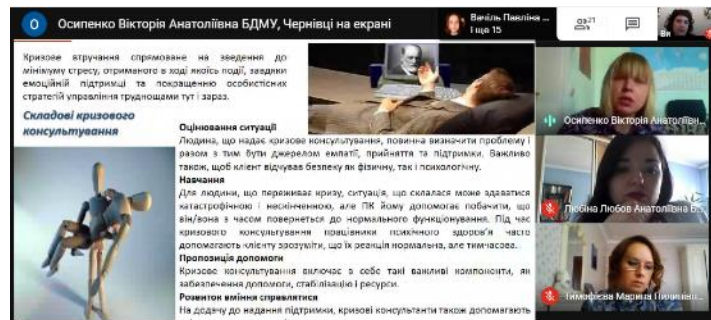 О Осипенко Вікторія Анатоліївна БДМУ, Чернівці на екрані
Вачіль Павліна ...
І ще 15
21
Ви
Кризове втручання спрямоване на зведення до
мінімуму стресу, отриманого в ході якоїсь події, завдяки
емоційній підтримці та покращенню особистісних
стратегій управління труднощами тут і зараз.
Складові кризового
консультування
Оцінювання ситуації
Людина, що надає кризове консультування, повинна визначити проблему і
разом з тим бути джерелом емпатії, прийняття та підтримки. Важливо
також, щоб клієнт відчував безпеку як фізичну, так і психологічну.
Навчання
Для людини, що переживає кризу, ситуація, що склалася може здаватися
катастрофічною і нескінченною, але ПК йому допомагає побачити, що
він/вона з часом повернеться до нормального функціонування. Під час
кризового консультування працівники психічного здоров'я часто
допомагають клієнту зрозуміти, що їх реакція нормальна, але тимчасова.
Пропозиція допомоги
Кризове консультування включає в себе такі важливі компоненти, як
забезпечення допомоги, стабілізацію і ресурси.
Розвиток вміння справлятися
На додачу до надання підтримки, кризові консультанти також допомагають
Осипенко Вікторія Анатоліївн...
Любіна Любов Анатоліївна Б...
Тимофієва Марина Пилипівн...